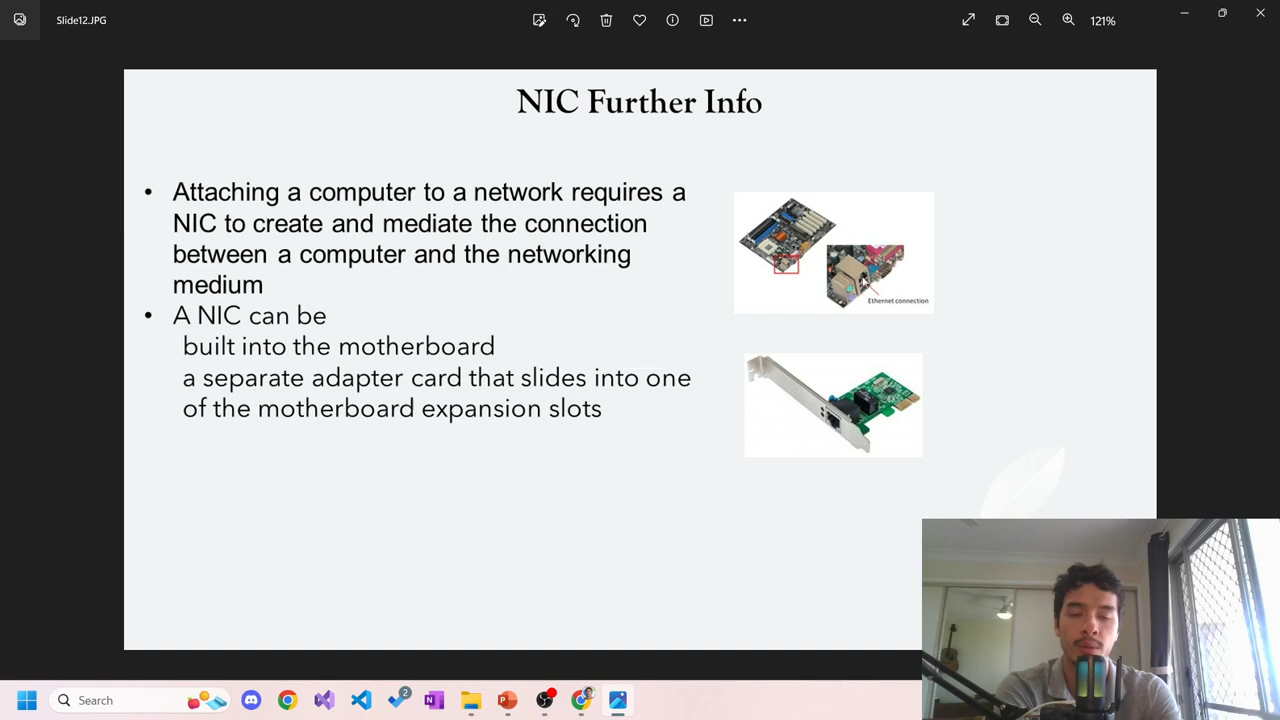 Slide12.JPG
121%
NIC Further Info
• Attaching a computer to a network requires a
NIC to create and mediate the connection
between a computer and the networking
medium
• A NIC can be
built into the motherboard
a separate adapter card that slides into one
of the motherboard expansion slots
Ethernet connection
Search
2